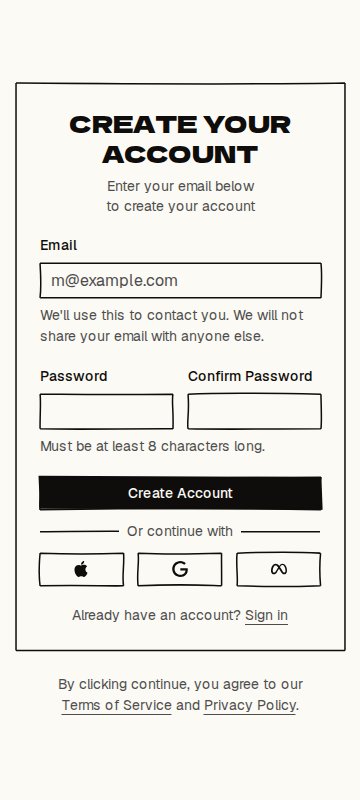 CREATE YOUR
ACCOUNT
Enter your email below
to create your account
Email
m@example.com
We'll use this to contact you. We will not
share your email with anyone else.
Password
Confirm Password
Must be at least 8 characters long.
Create Account
Or continue with
Already have an account? Sign in
By clicking continue, you agree to our
Terms of Service and Privacy Policy.